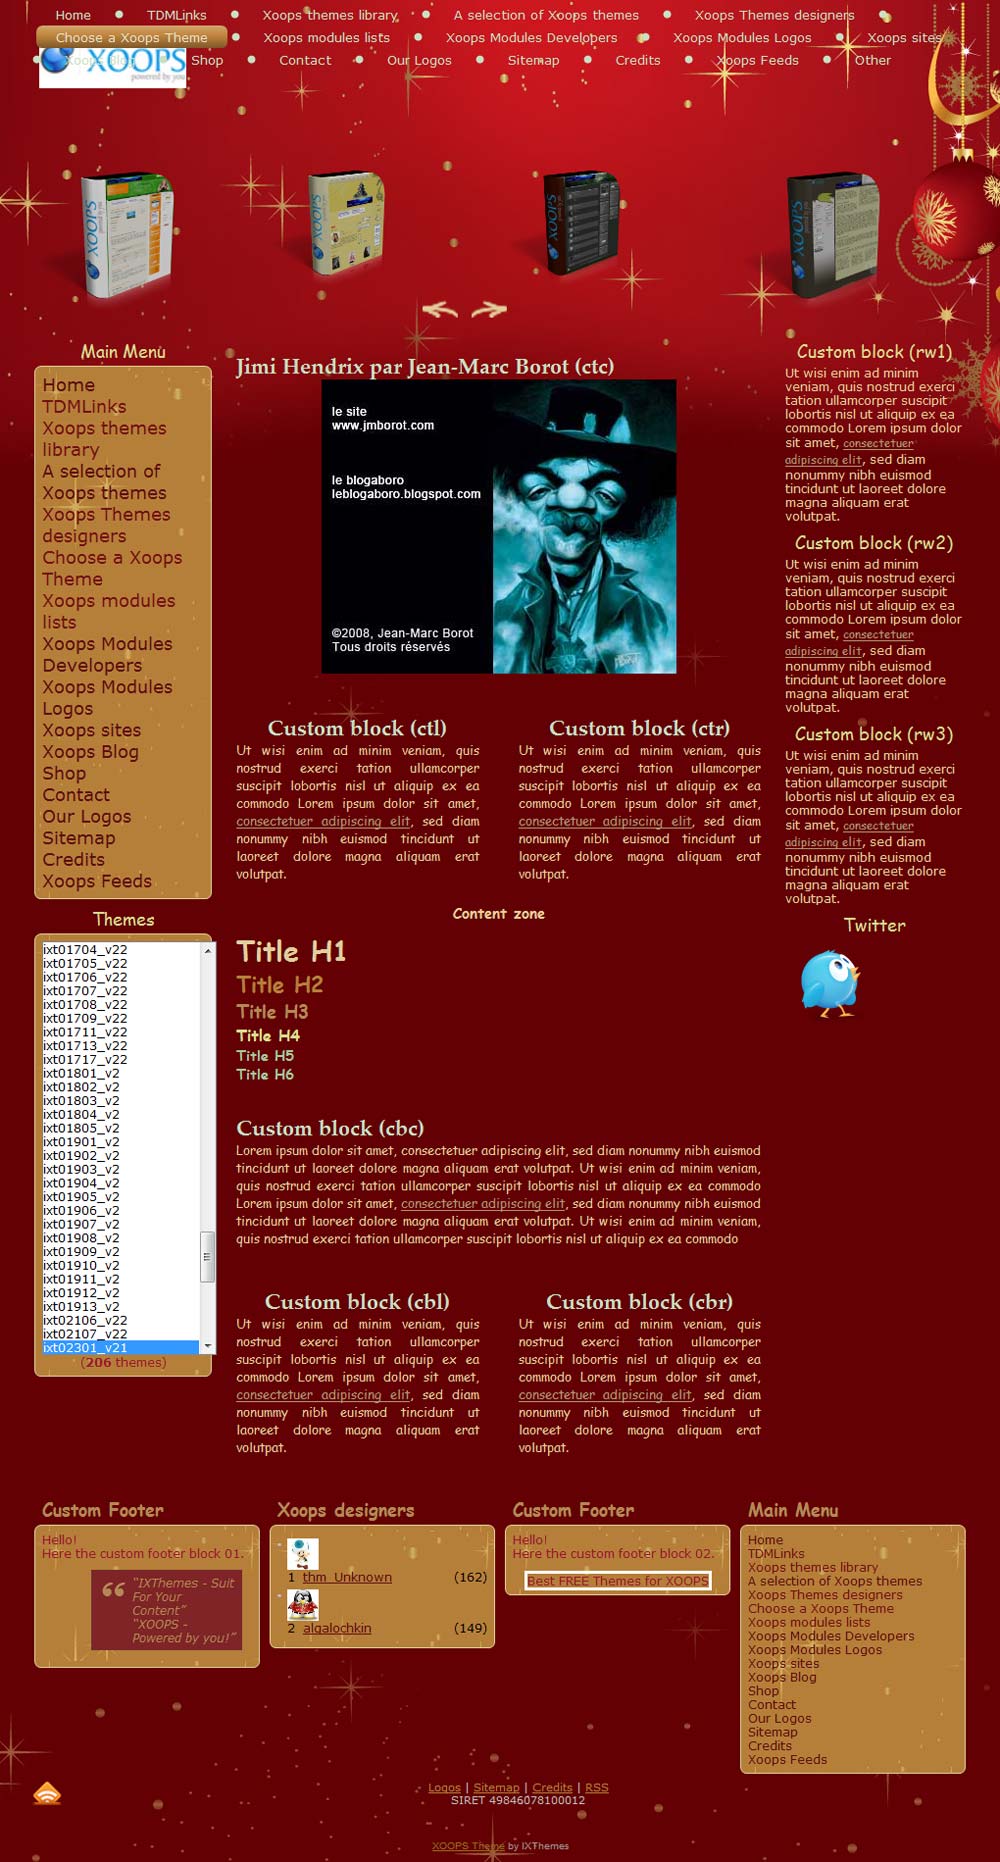 Home TDMLinks Xoops themes library A selection of Xoops themes Xoops Themes designers
Choose a Xoops Theme Xoops modules lists Xoops Modules Developers Xoops Modules Logos Xoops sites
Xoops Blog Shop Contact Our Logos Sitemap Credits Xoops Feeds Other
XOOPS
powered by you!
XOOPS
XOOPS
XOOPS
XOOPS
Main Menu
Home
TDMLinks
Xoops themes
library
A selection of
Xoops themes
Xoops Themes
designers
Choose a Xoops
Theme
Xoops modules
lists
Xoops Modules
Developers
Xoops Modules
Logos
Xoops sites
Xoops Blog
Shop
Contact
Our Logos
Sitemap
Credits
Xoops Feeds
Themes
ixt01704_v22
ixt01705_v22
ixt01706_v22
ixt01707_v22
ixt01708_v22
ixt01709_v22
ixt01711_v22
ixt01713_v22
ixt01717_v22
ixt01801_v2
ixt01802_v2
ixt01803_v2
ixt01804_v2
ixt01805_v2
ixt01901_v2
ixt01902_v2
ixt01903_v2
ixt01904_v2
ixt01905_v2
ixt01906_v2
ixt01907_v2
ixt01908_v2
ixt01909_v2
ixt01910_v2
ixt01911_v2
ixt01912_v2
ixt01913_v2
ixt02106_v22
ixt02107_v22
ixt02301_v21
(206 themes)
Jimi Hendrix par Jean-Marc Borot (ctc)
le site
www.jmborot.com
le blogaboro
leblogaboro.blogspot.com
©2008, Jean-Marc Borot
Tous droits réservés
Custom block (ctl)
Ut wisi enim ad minim veniam, quis
nostrud exerci tation ullamcorper
suscipit lobortis nisl ut aliquip ex ea
commodo Lorem ipsum dolor sit amet,
consectetuer adipiscing elit, sed diam
nonummy nibh euismod tincidunt ut
laoreet dolore magna aliquam erat
volutpat.
Custom block (ctr)
Ut wisi enim ad minim veniam, quis
nostrud exerci tation ullamcorper
suscipit lobortis nisl ut aliquip ex ea
commodo Lorem ipsum dolor sit amet,
consectetuer adipiscing elit, sed diam
nonummy nibh euismod tincidunt ut
laoreet dolore magna aliquam erat
volutpat.
Content zone
Title H1
Title H2
Title H3
Title H4
Title H5
Title H6
Custom block (cbc)
Lorem ipsum dolor sit amet, consectetuer adipiscing elit, sed diam nonummy nibh euismod
tincidunt ut laoreet dolore magna aliquam erat volutpat. Ut wisi enim ad minim veniam,
quis nostrud exerci tation ullamcorper suscipit lobortis nisl ut aliquip ex ea commodo
Lorem ipsum dolor sit amet, consectetuer adipiscing elit, sed diam nonummy nibh euismod
tincidunt ut laoreet dolore magna aliquam erat volutpat. Ut wisi enim ad minim veniam,
quis nostrud exerci tation ullamcorper suscipit lobortis nisl ut aliquip ex ea commodo
Custom block (cbl)
Ut wisi enim ad minim veniam, quis
nostrud exerci tation ullamcorper
suscipit lobortis nisl ut aliquip ex ea
commodo Lorem ipsum dolor sit amet,
consectetuer adipiscing elit, sed diam
nonummy nibh euismod tincidunt ut
laoreet dolore magna aliquam erat
volutpat.
Custom block (cbr)
Ut wisi enim ad minim veniam, quis
nostrud exerci tation ullamcorper
suscipit lobortis nisl ut aliquip ex ea
commodo Lorem ipsum dolor sit amet,
consectetuer adipiscing elit, sed diam
nonummy nibh euismod tincidunt ut
laoreet dolore magna aliquam erat
volutpat.
Custom block (rw1)
Ut wisi enim ad minim
veniam, quis nostrud exerci
tation ullamcorper suscipit
lobortis nisl ut aliquip ex ea
commodo Lorem ipsum dolor
sit amet, consectetuer
adipiscing elit, sed diam
nonummy nibh euismod
tincidunt ut laoreet dolore
magna aliquam erat
volutpat.
Custom block (rw2)
Ut wisi enim ad minim
veniam, quis nostrud exerci
tation ullamcorper suscipit
lobortis nisl ut aliquip ex ea
commodo Lorem ipsum dolor
sit amet, consectetuer
adipiscing elit, sed diam
nonummy nibh euismod
tincidunt ut laoreet dolore
magna aliquam erat
volutpat.
Custom block (rw3)
Ut wisi enim ad minim
veniam, quis nostrud exerci
tation ullamcorper suscipit
lobortis nisl ut aliquip ex ea
commodo Lorem ipsum dolor
sit amet, consectetuer
adipiscing elit, sed diam
nonummy nibh euismod
tincidunt ut laoreet dolore
magna aliquam erat
volutpat.
Twitter
Custom Footer
Hello!
Here the custom footer block 01.
“IXThemes - Suit
For Your
Content”
“XOOPS -
Powered by you!”
Xoops designers
1 thm_Unknown (162)
2 algalochkin (149)
Custom Footer
Hello!
Here the custom footer block 02.
Best FREE Themes for XOOPS
Main Menu
Home
TDMLinks
Xoops themes library
A selection of Xoops themes
Xoops Themes designers
Choose a Xoops Theme
Xoops modules lists
Xoops Modules Developers
Xoops Modules Logos
Xoops sites
Xoops Blog
Shop
Contact
Our Logos
Sitemap
Credits
Xoops Feeds
Logos | Sitemap | Credits | RSS
SIRET 49846078100012
XOOPS Theme by IXThemes